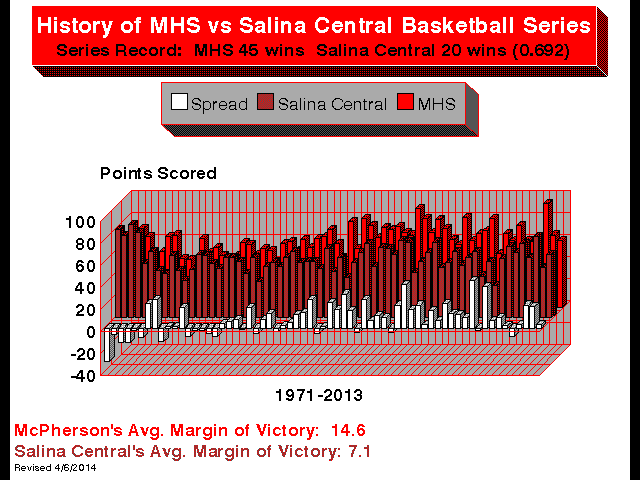 History of MHS vs Salina Central Basketball Series
Series Record:  MHS 45 wins  Salina Central 20 wins (0.692)
Spread Salina Central MHS
Points Scored
100
80
60
40
20
0
-20
-40
1971-2013
McPherson's Avg. Margin of Victory:  14.6
Salina Central's Avg. Margin of Victory: 7.1
Revised 4/6/2014